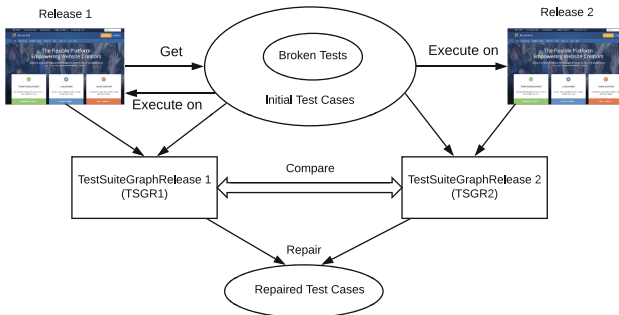 Release 1
Release 2
The Flexible Platform
Empowering Website Creators
The Flexible Platform
Empowering Website Creators
Get
Execute on
Broken Tests
Initial Test Cases
Execute on
TestSuiteGraphRelease 1
(TSGR1)
Compare
TestSuiteGraphRelease 2
(TSGR2)
Repair
Repaired Test Cases